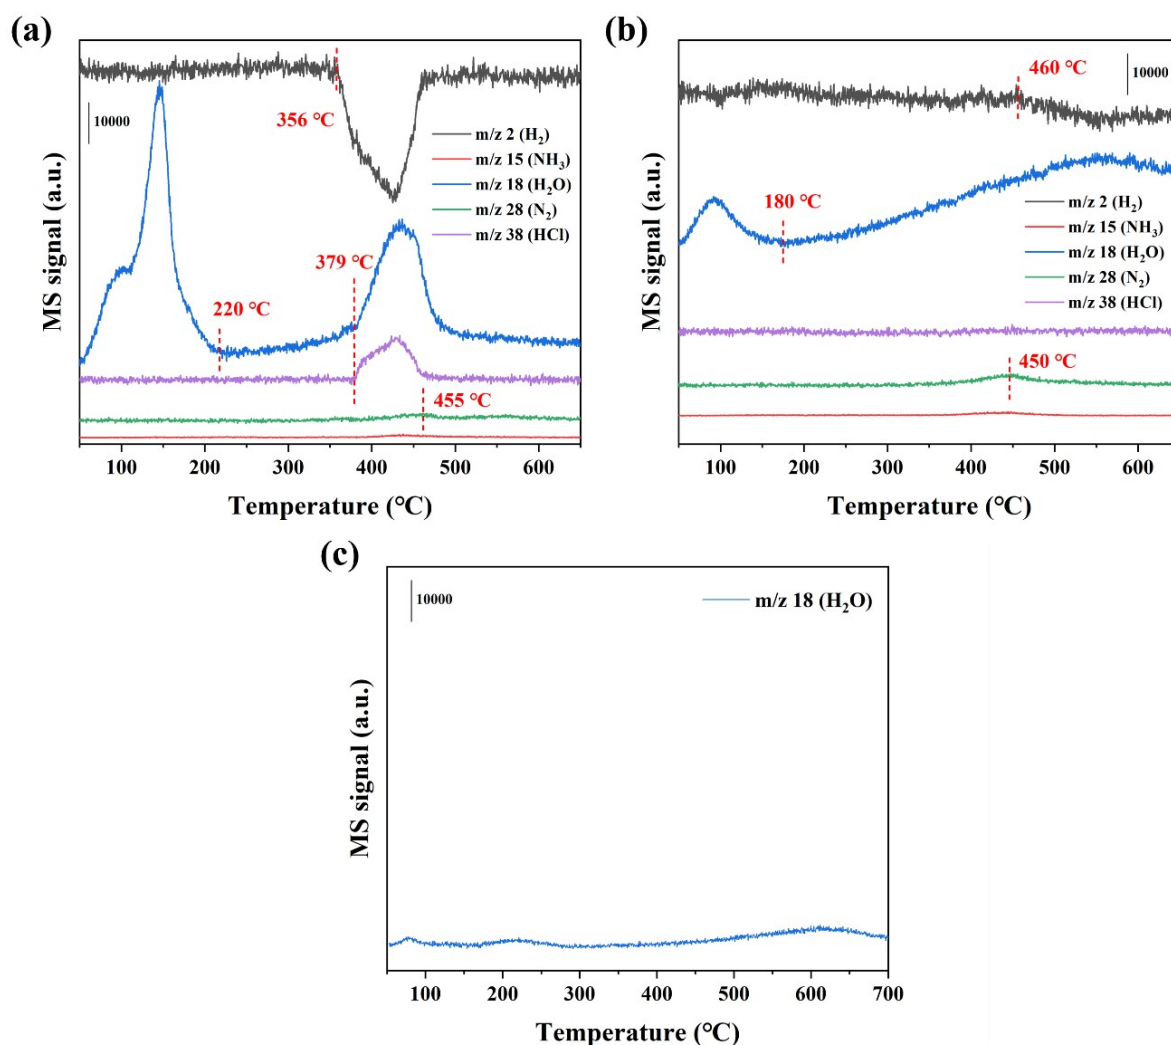 (a)
10000
356 ℃
m/z 2 (H₂)
m/z 15 (NH₃)
m/z 18 (H₂O)
m/z 28 (N₂)
m/z 38 (HCl)
379 ℃
220 ℃
455 ℃
MS signal (a.u.)
100 200 300 400 500 600
Temperature (℃)
(b)
460 ℃
10000
180 ℃
m/z 2 (H₂)
m/z 15 (NH₃)
m/z 18 (H₂O)
m/z 28 (N₂)
m/z 38 (HCl)
450 ℃
MS signal (a.u.)
100 200 300 400 500 600
Temperature (℃)
(c)
10000
m/z 18 (H₂O)
MS signal (a.u.)
100 200 300 400 500 600 700
Temperature (℃)